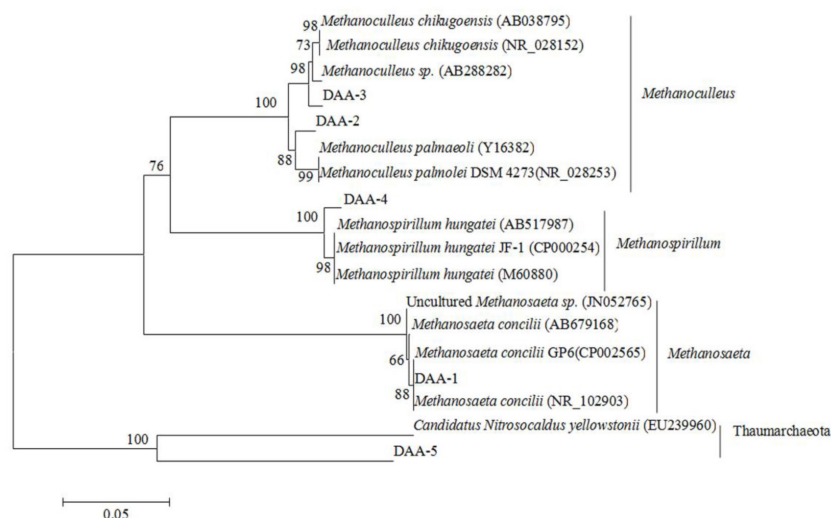 98 Methanoculleus chikugoensis (AB038795)
73 Methanoculleus chikugoensis (NR_028152)
98 Methanoculleus sp. (AB288282)
DAA-3
100
Methanoculleus
DAA-2
Methanoculleus palmaeoli (Y16382)
88
99 Methanoculleus palmolei DSM 4273(NR_028253)
76
DAA-4
100
Methanospirillum hungatei (AB517987)
Methanospirillum hungatei JF-1 (CP000254)
Methanospirillum
98 Methanospirillum hungatei (M60880)
Uncultured Methanosaeta sp. (JN052765)
100
Methanosaeta concilii (AB679168)
66 Methanosaeta concilii GP6(CP002565)
Methanosaeta
DAA-1
88 Methanosaeta concilii (NR_102903)
Candidatus Nitrosocaldus yellowstonii (EU239960)
100
Thaumarchaeota
DAA-5
0.05